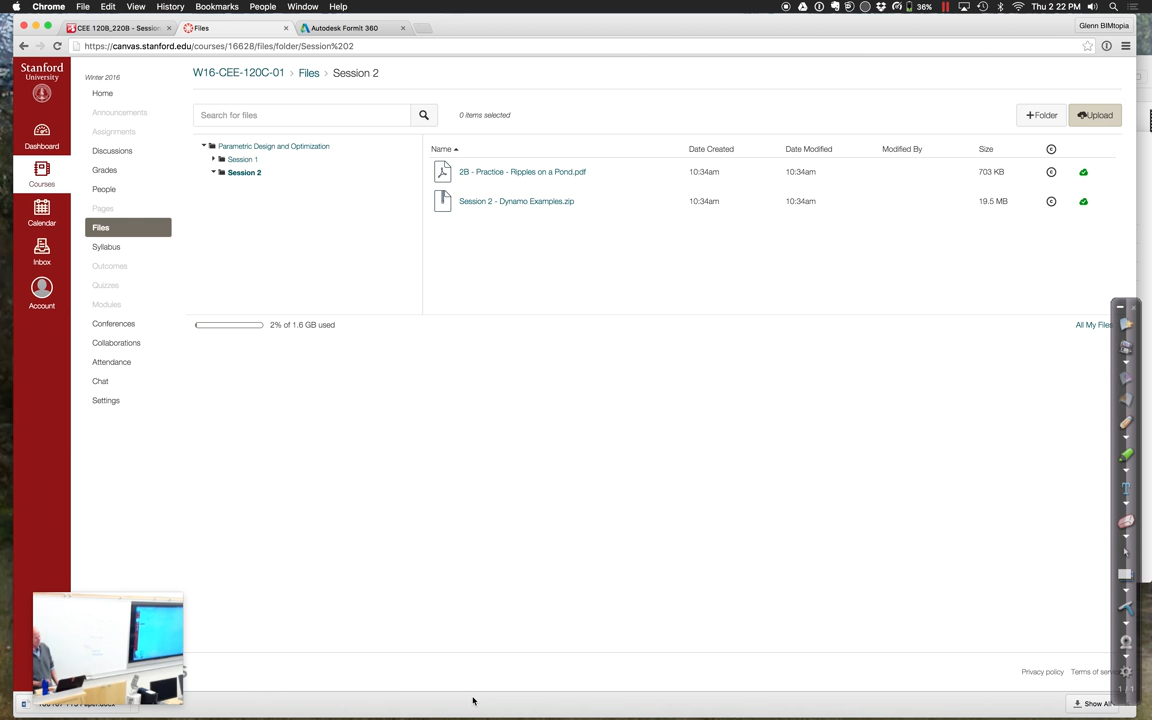 Chrome File Edit View History Bookmarks People Window Help
36% Thu 2 22 PM
CEE 120B_220B - Session
Files
Autodesk Formit 360
Glenn BIMtopia
https://canvas.stanford.edu/courses/16628/files/folder/Session%202
Stanford
University
Dashboard
Courses
Calendar
Inbox
Account
Winter 2016
Home
Announcements
Assignments
Discussions
Grades
People
Pages
Files
Syllabus
Outcomes
Quizzes
Modules
Conferences
Collaborations
Attendance
Chat
Settings
W16-CEE-120C-01 > Files > Session 2
Search for files
0 items selected
+Folder
Upload
Parametric Design and Optimization
Session 1
Session 2
Name Date Created Date Modified Modified By Size
2B - Practice - Ripples on a Pond.pdf 10:34am 10:34am 703 KB
Session 2 - Dynamo Examples.zip 10:34am 10:34am 19.5 MB
2% of 1.6 GB used
All My Files
Privacy policy Terms of
Show All
1 / 1